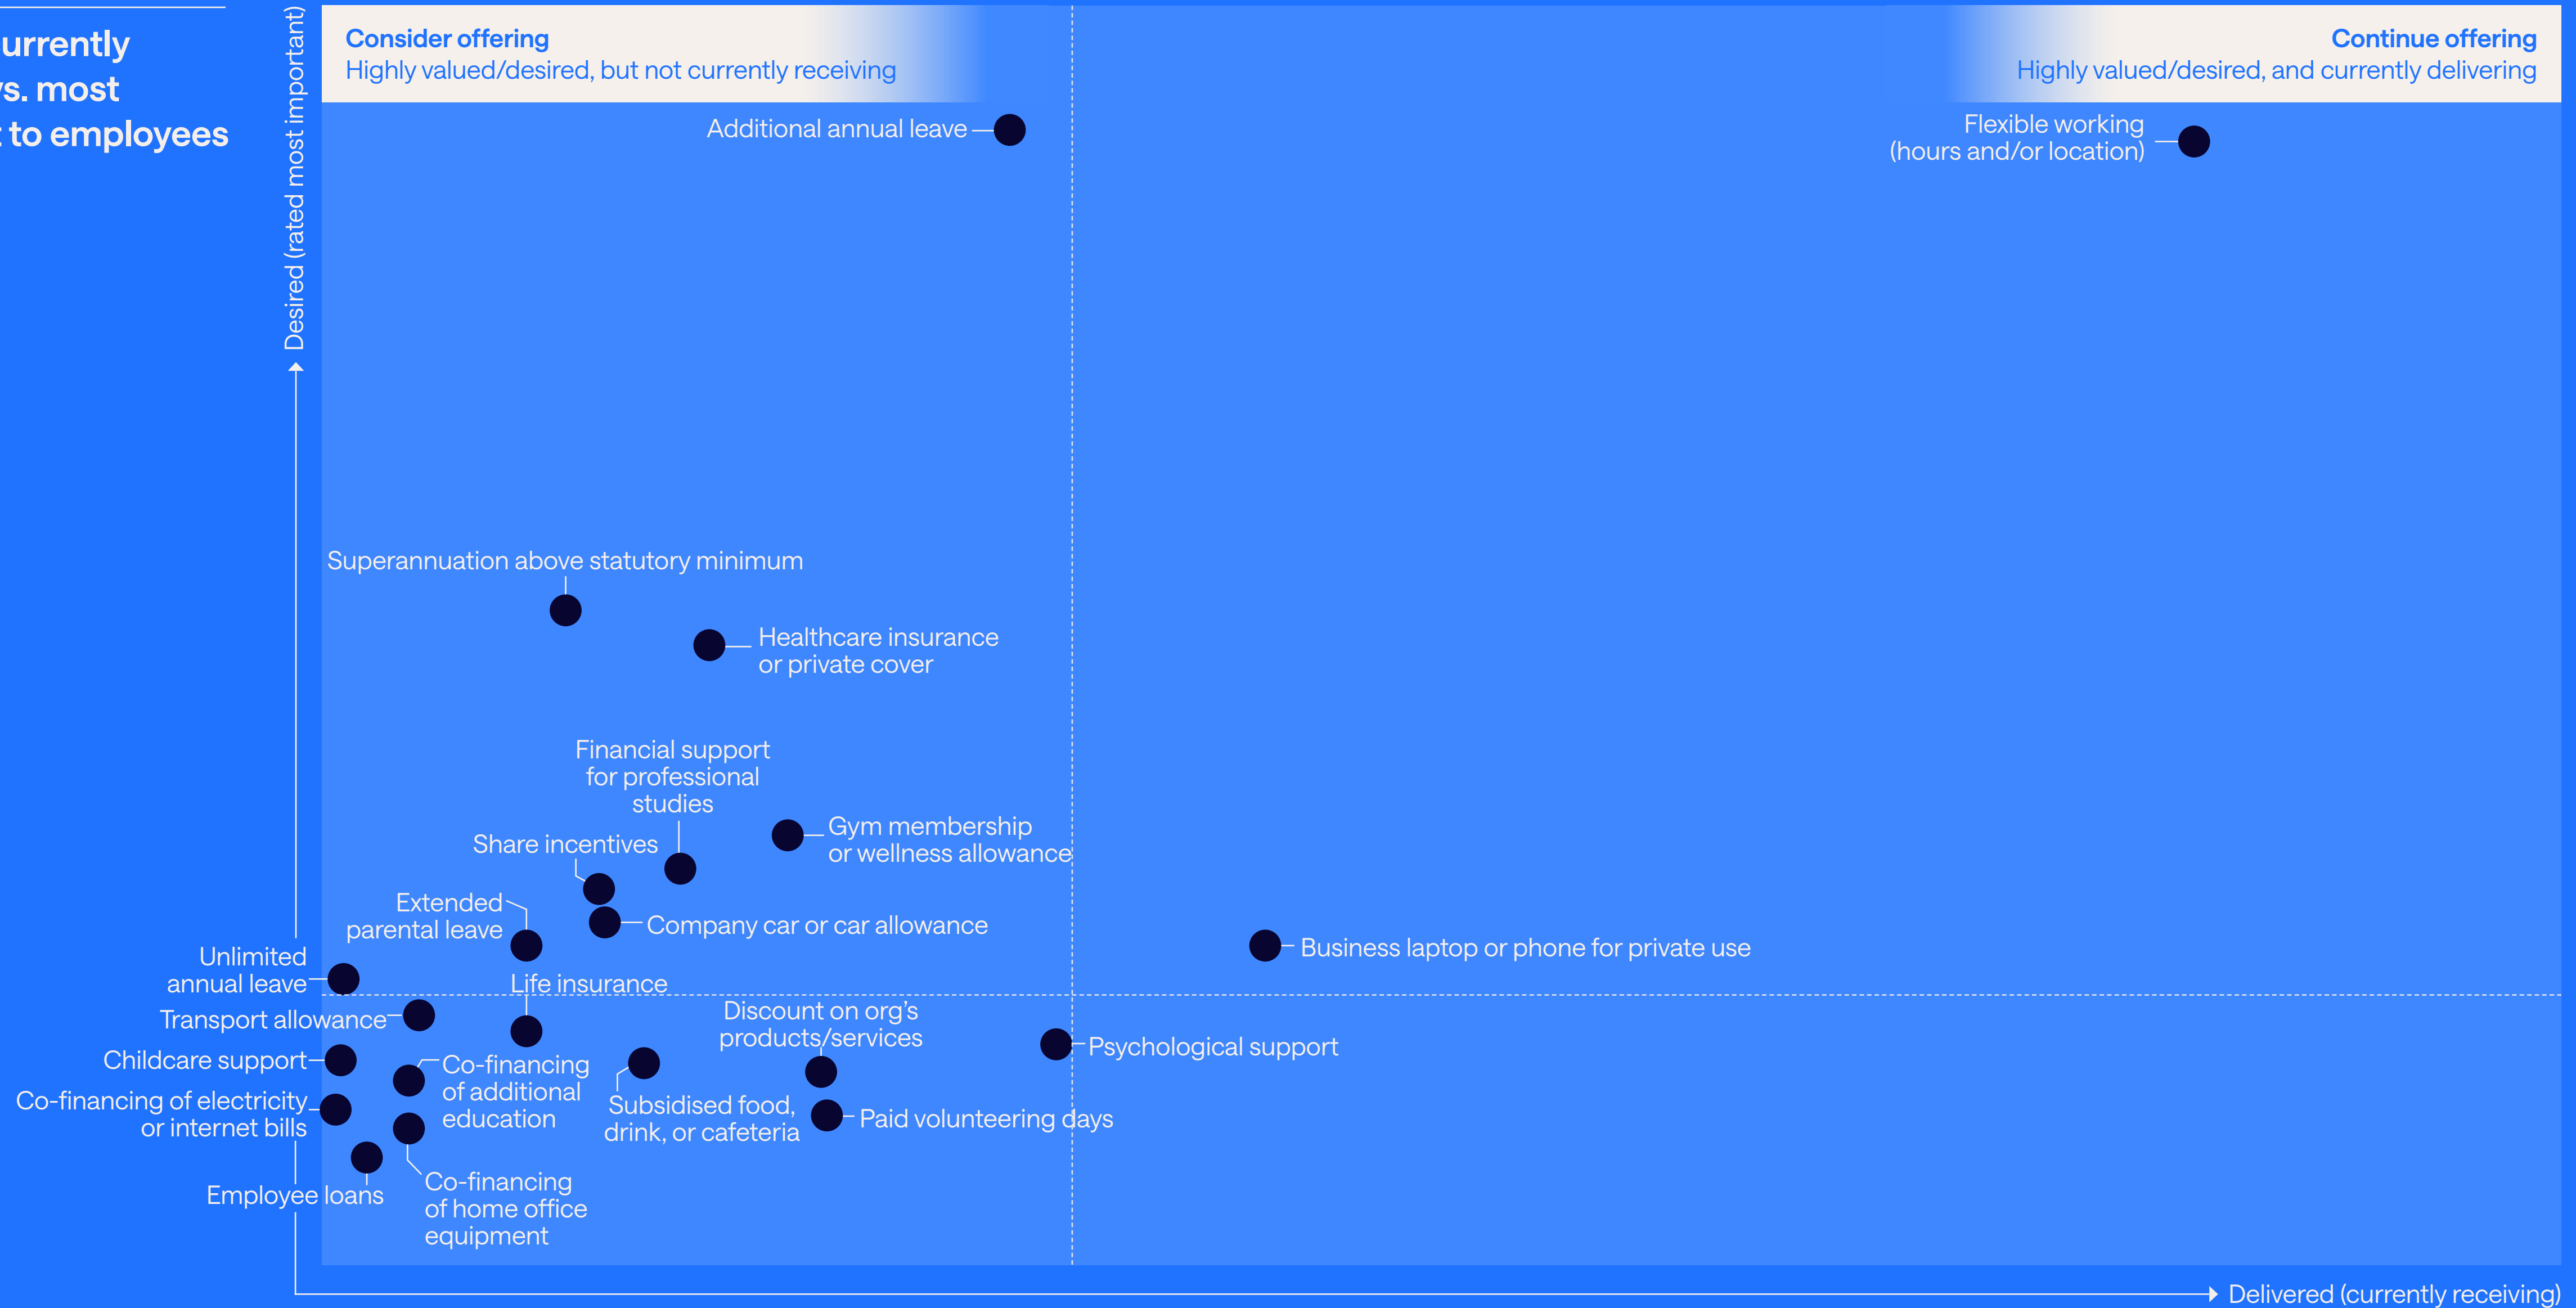 urrently
s. most
to employees
Desired (rated most important)
Consider offering
Highly valued/desired, but not currently receiving
Continue offering
Highly valued/desired, and currently delivering
Additional annual leave
Flexible working
(hours and/or location)
Superannuation above statutory minimum
Healthcare insurance
or private cover
Financial support
for professional
studies
Gym membership
or wellness allowance
Share incentives
Extended
parental leave
Company car or car allowance
Business laptop or phone for private use
Unlimited
annual leave
Life insurance
Transport allowance
Discount on org’s
products/services
Psychological support
Childcare support
Co-financing
of additional
education
Co-financing of electricity
or internet bills
Subsidised food,
drink, or cafeteria
Paid volunteering days
Employee loans
Co-financing
of home office
equipment
Delivered (currently receiving)